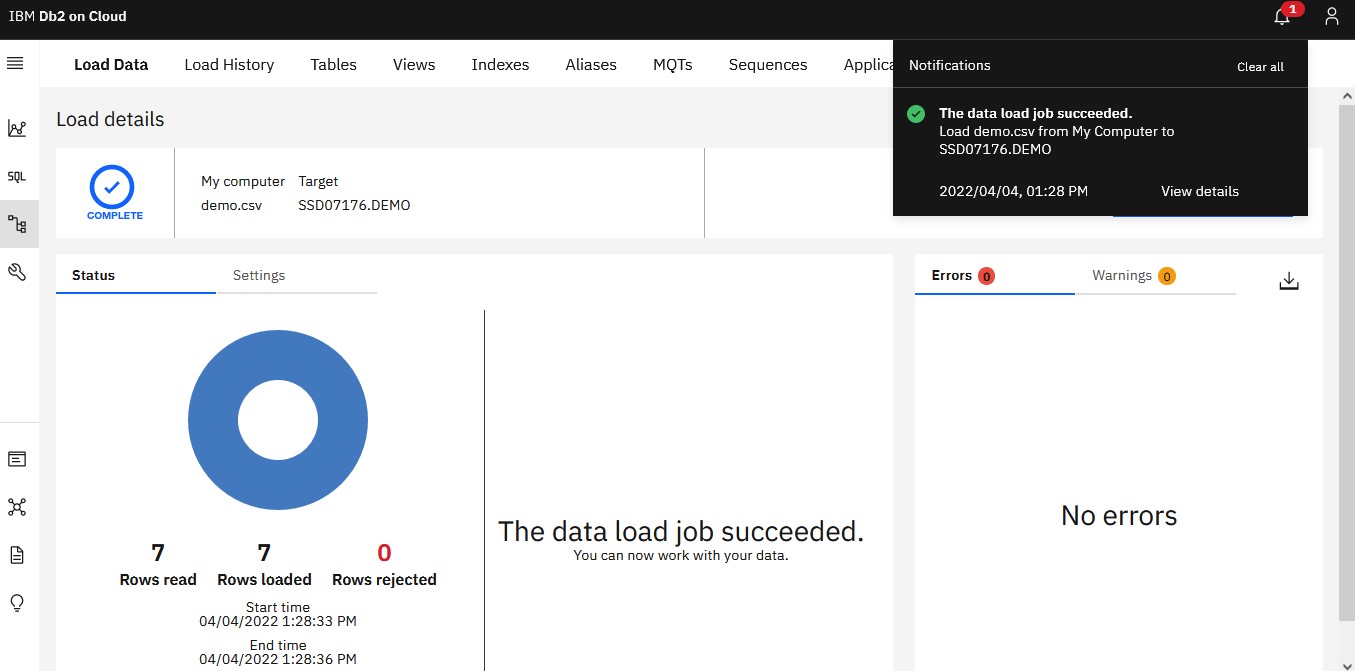 IBM Db2 on Cloud
1
Load Data Load History Tables Views Indexes Aliases MQTs Sequences Applica
Notifications Clear all
The data load job succeeded.
Load demo.csv from My Computer to
SSD07176.DEMO
2022/04/04, 01:28 PM View details
Load details
SQL
COMPLETE
My computer Target
demo.csv SSD07176.DEMO
Status Settings
Errors 0 Warnings 0
7 7 0
Rows read Rows loaded Rows rejected
Start time
04/04/2022 1:28:33 PM
End time
04/04/2022 1:28:36 PM
The data load job succeeded.
You can now work with your data.
No errors